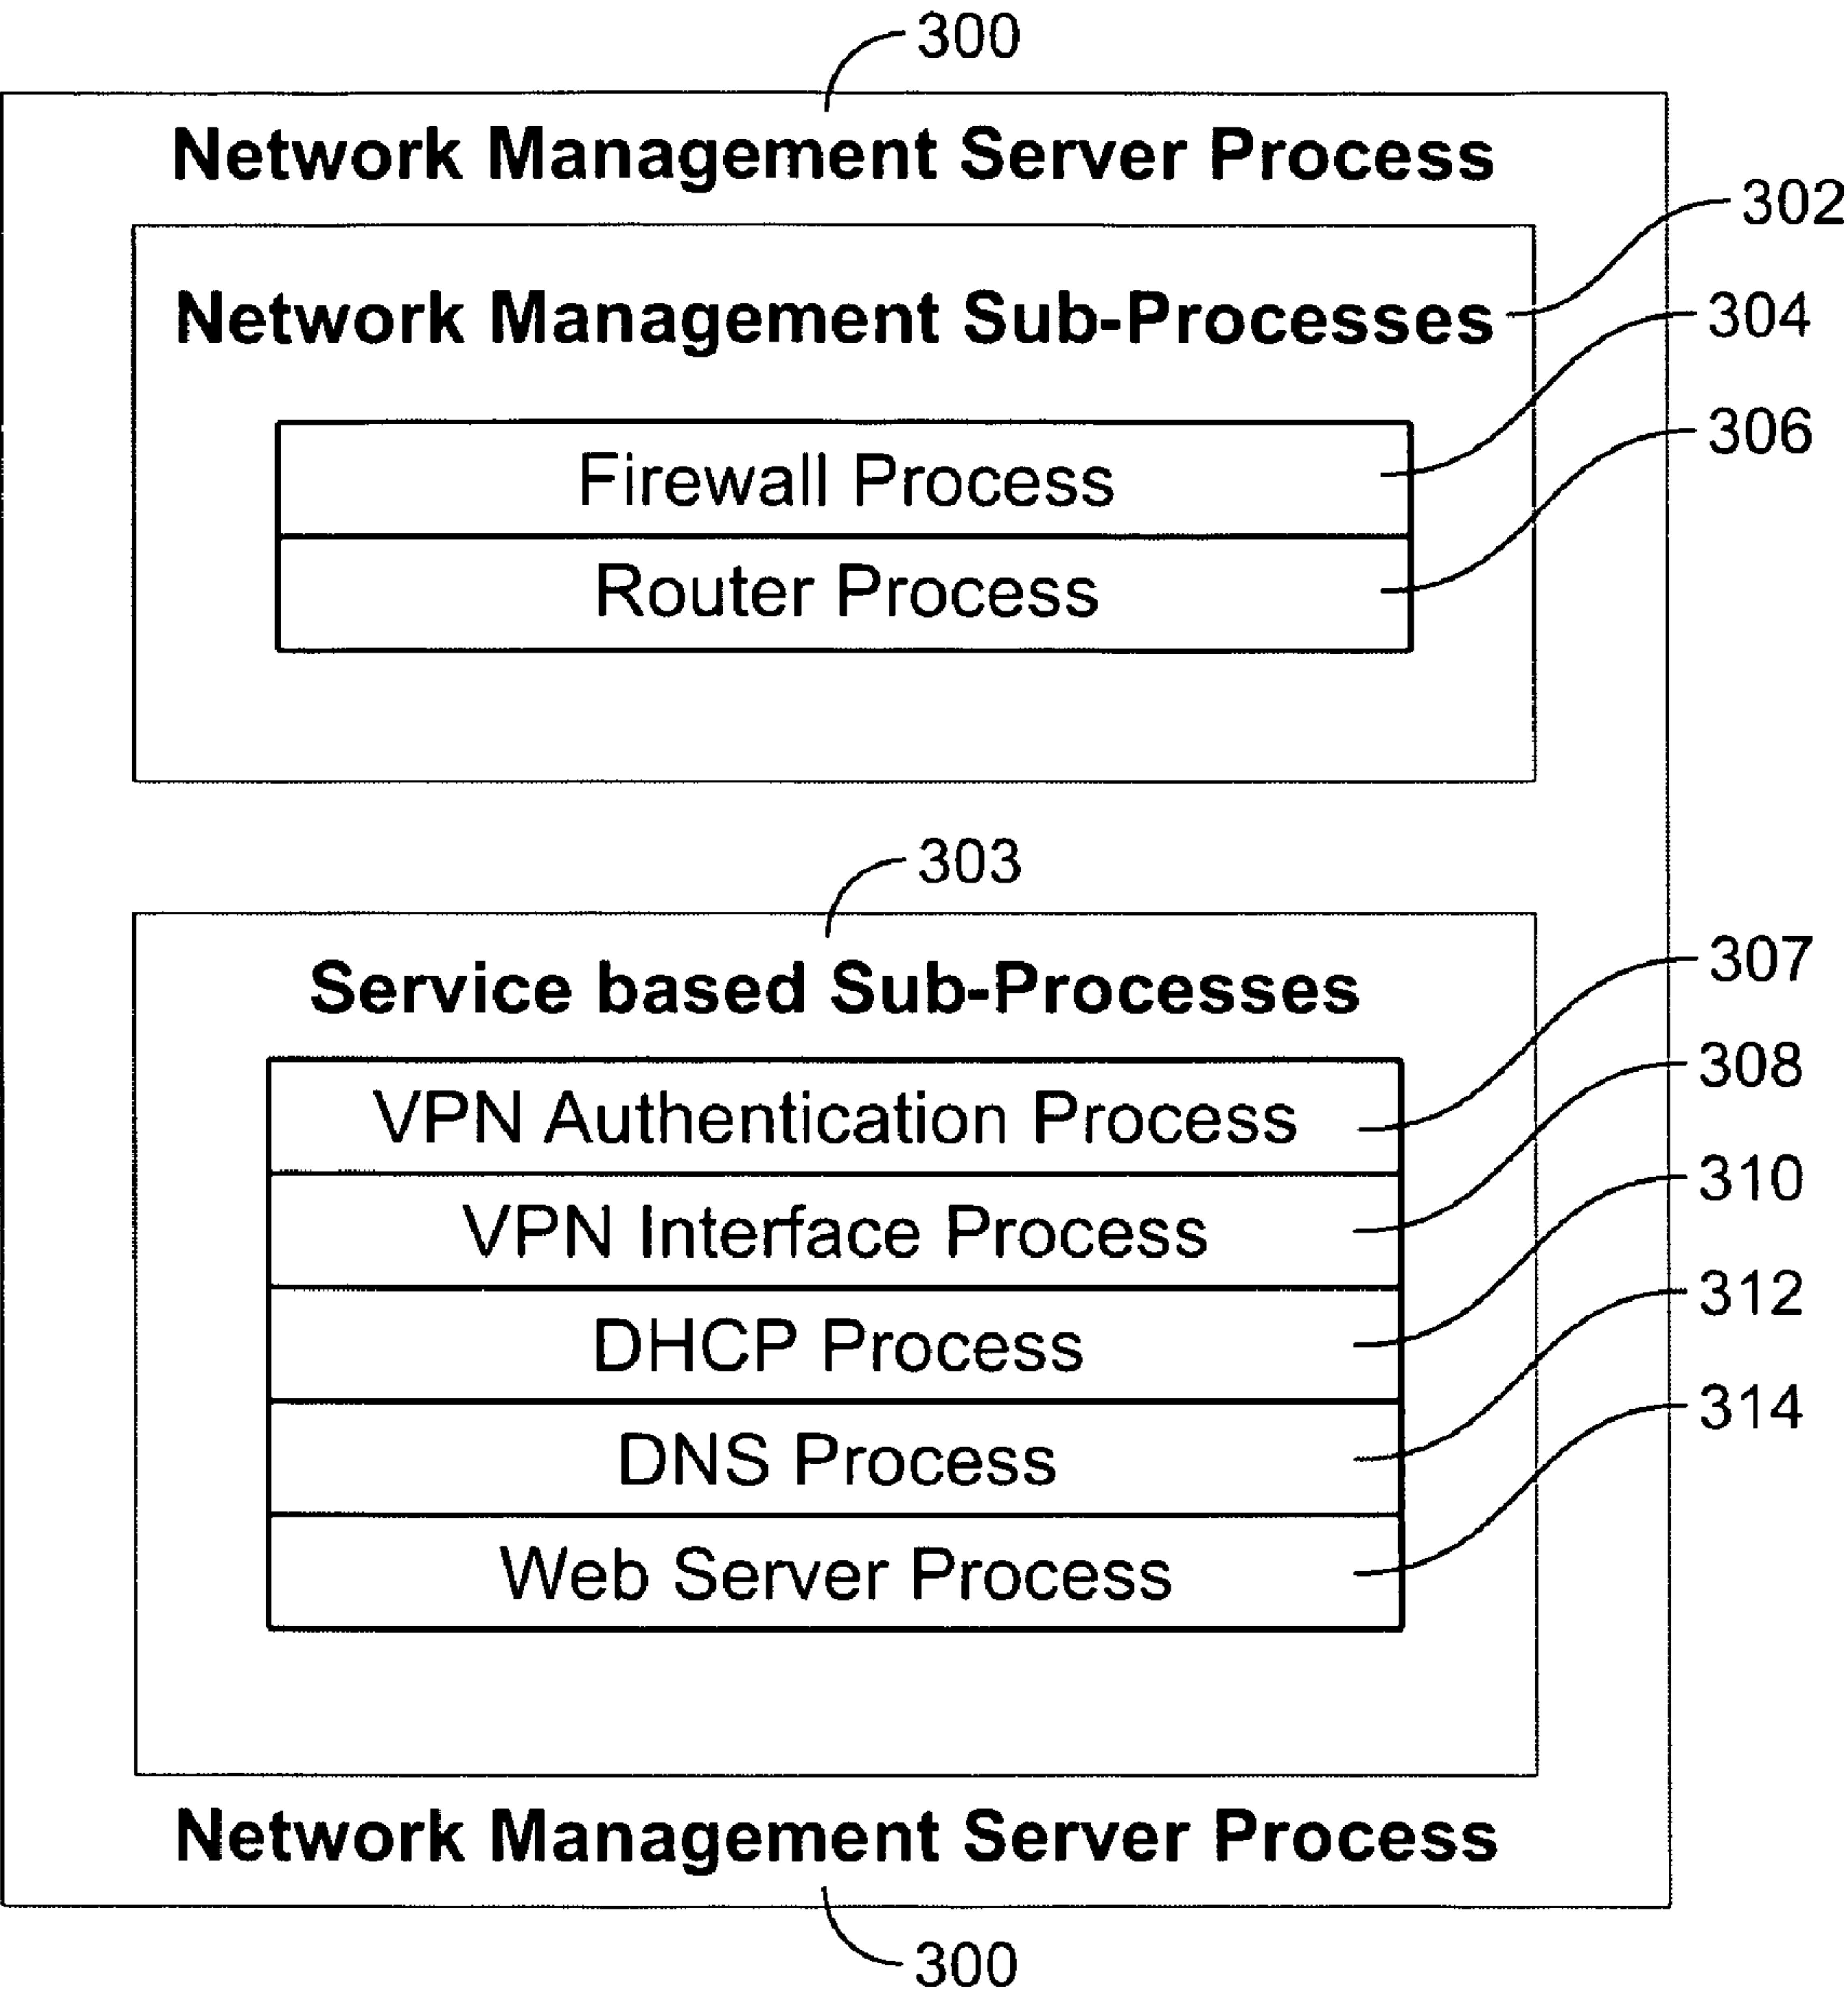 300
Network Management Server Process
302
Network Management Sub-Processes
304
306
Firewall Process
Router Process
303
Service based Sub-Processes
307
VPN Authentication Process
308
VPN Interface Process
310
DHCP Process
312
DNS Process
314
Web Server Process
Network Management Server Process
300